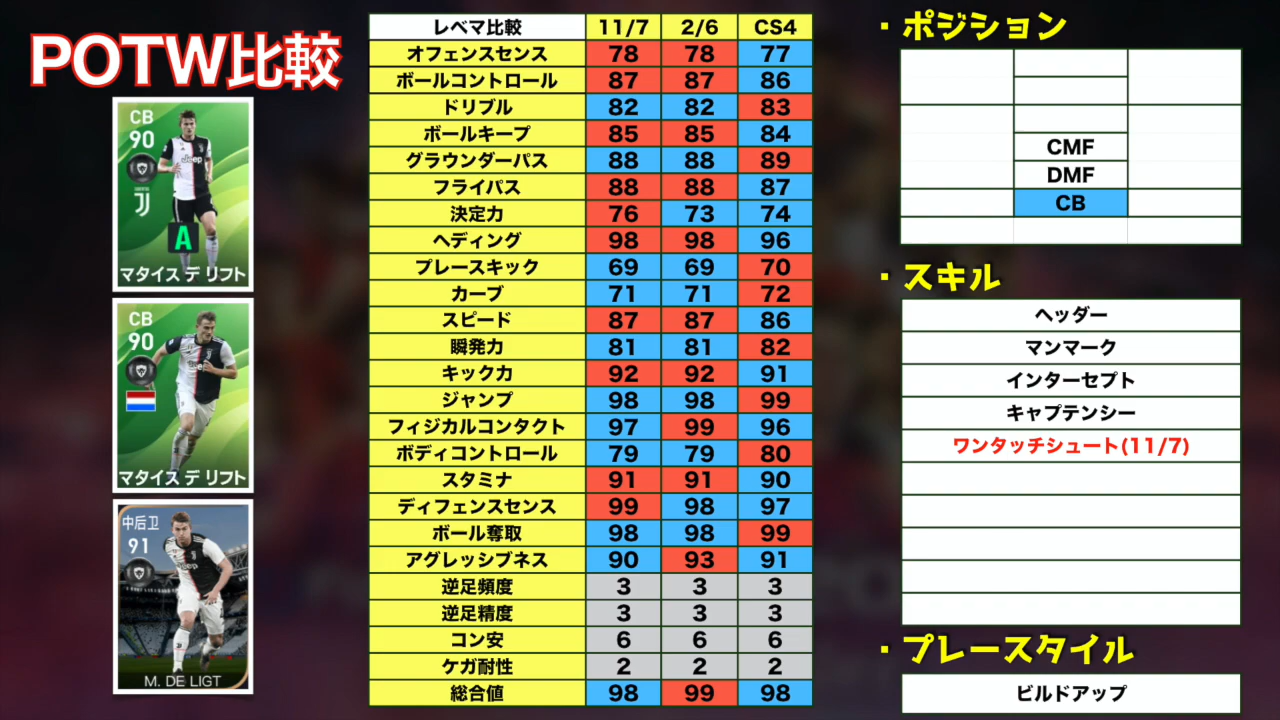 POTW比較
CB
90
Jeep
A
マタイス デ リフト
CB
90
Jeep
マタイス デ リフト
中后卫
91
M. DE LIGT
レベマ比較 11/7 2/6 CS4
オフェンスセンス 78 78 77
ボールコントロール 87 87 86
ドリブル 82 82 83
ボールキープ 85 85 84
グラウンダーパス 88 88 89
フライパス 88 88 87
決定力 76 73 74
ヘディング 98 98 96
プレースキック 69 69 70
カーブ 71 71 72
スピード 87 87 86
瞬発力 81 81 82
キック力 92 92 91
ジャンプ 98 98 99
フィジカルコンタクト 97 99 96
ボディコントロール 79 79 80
スタミナ 91 91 90
ディフェンスセンス 99 98 97
ボール奪取 98 98 99
アグレッシブネス 90 93 91
逆足頻度 3 3 3
逆足精度 3 3 3
コン安 6 6 6
ケガ耐性 2 2 2
総合値 98 99 98
・ポジション
CMF
DMF
CB
・スキル
ヘッダー
マンマーク
インターセプト
キャプテンシー
ワンタッチシュート(11/7)
・プレースタイル
ビルドアップ